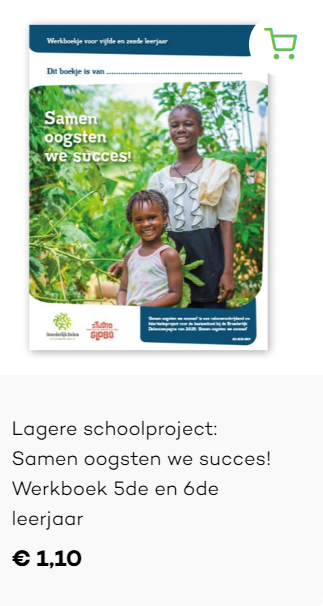 Werkboekje voor vijfde en zesde leerjaar
Dit boekje is van
Samen
oogsten
we succes!
Broederlijk Delen
STUDIO
GLOBO
Lagere schoolproject:
Samen oogsten we succes!
Werkboek 5de en 6de
leerjaar
€ 1,10